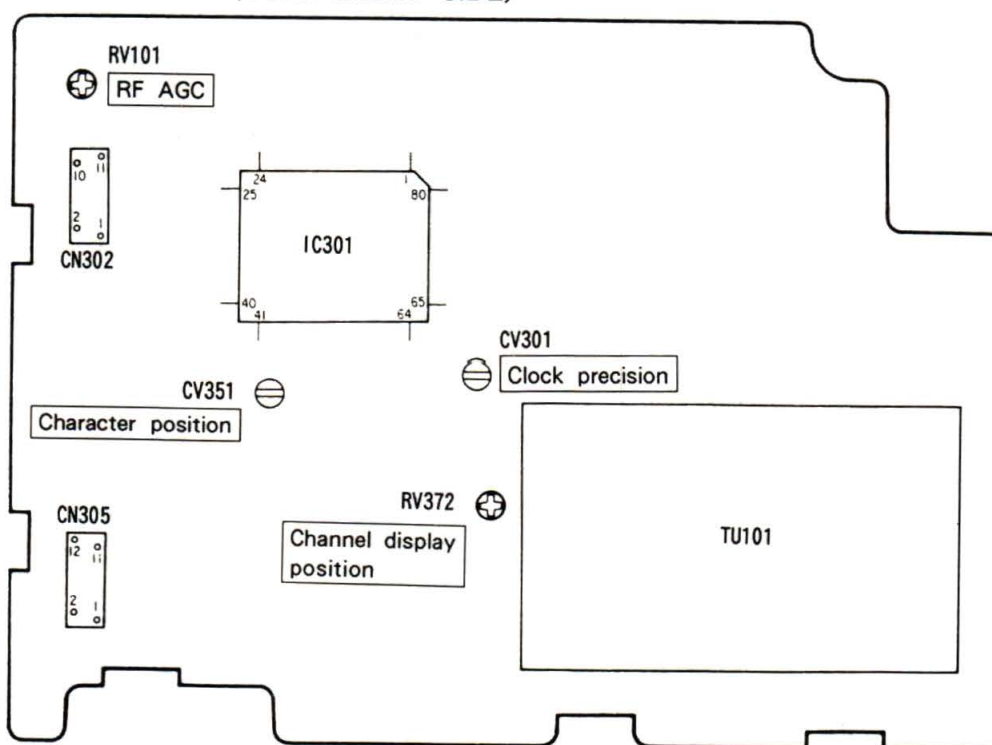 RV101
RF AGC
10 11
2 1
CN302
24 1
25 80
IC301
40 65
41 64
CV301
Clock precision
CV351
Character position
RV372
Channel display
position
CN305
12 11
2 1
TU101